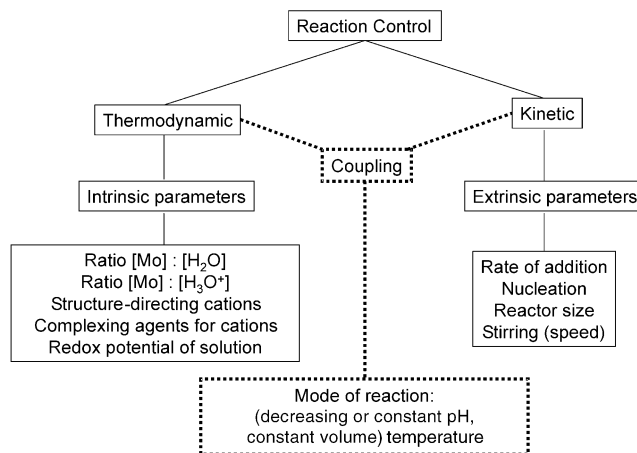 Reaction Control
Thermodynamic
Kinetic
Coupling
Intrinsic parameters
Extrinsic parameters
Ratio [Mo] : [H₂O]
Ratio [Mo] : [H₃O⁺]
Structure-directing cations
Complexing agents for cations
Redox potential of solution
Rate of addition
Nucleation
Reactor size
Stirring (speed)
Mode of reaction:
(decreasing or constant pH,
constant volume) temperature